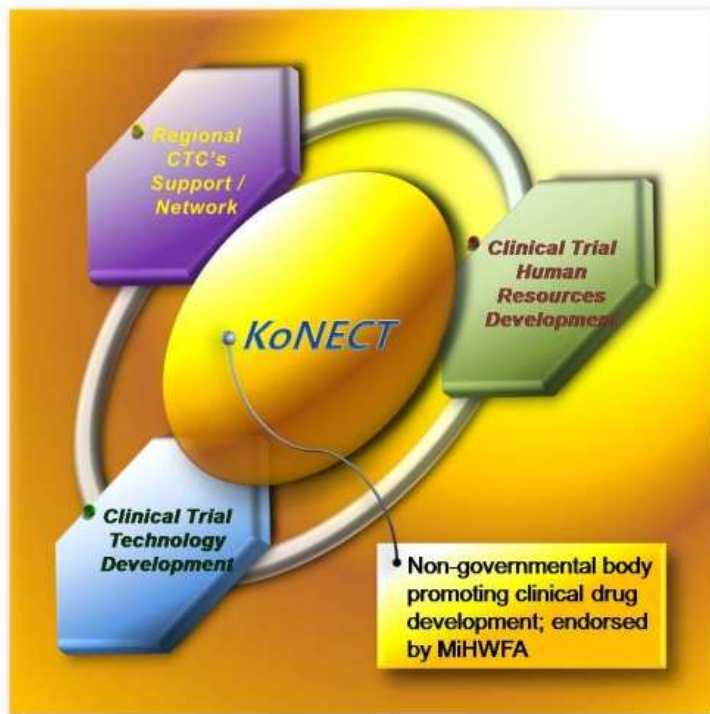 Regional
CTC's
Support /
Network
Clinical Trial
Human
Resources
Development
KoNECT
Clinical Trial
Technology
Development
Non-governmental body
promoting clinical drug
development; endorsed
by MiHWFA